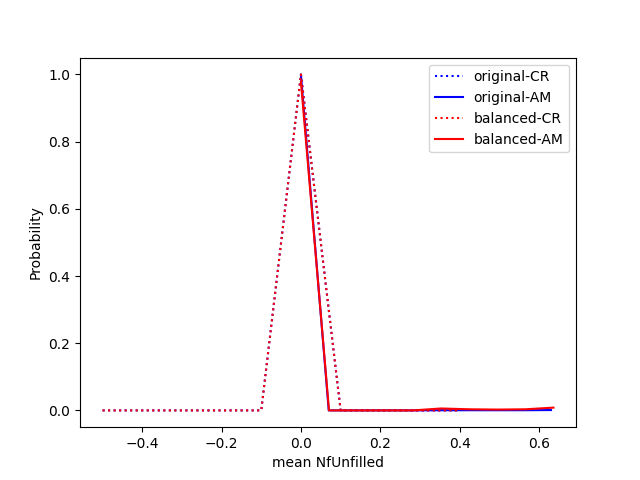 original-CR
original-AM
balanced-CR
balanced-AM
Probability
1.0
0.8
0.6
0.4
0.2
0.0
−0.4 −0.2 0.0 0.2 0.4 0.6
mean NfUnfilled